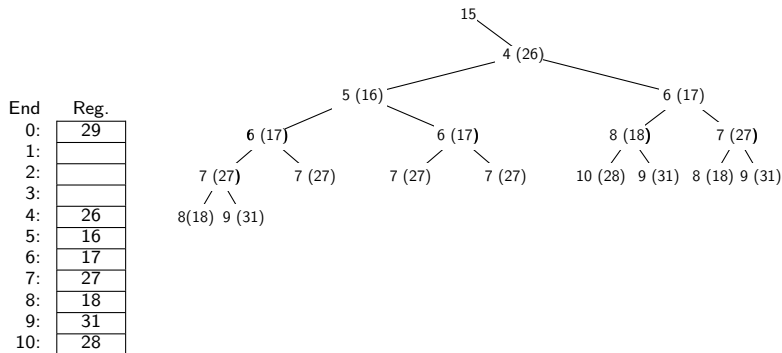 15
4 (26)
5 (16) 6 (17)
End Reg.
0: 29
6 (17) 6 (17) 8 (18) 7 (27)
1:
2:
7 (27) 7 (27) 7 (27) 7 (27) 10 (28) 9 (31) 8 (18) 9 (31)
3:
4: 26
8(18) 9 (31)
5: 16
6: 17
7: 27
8: 18
9: 31
10: 28